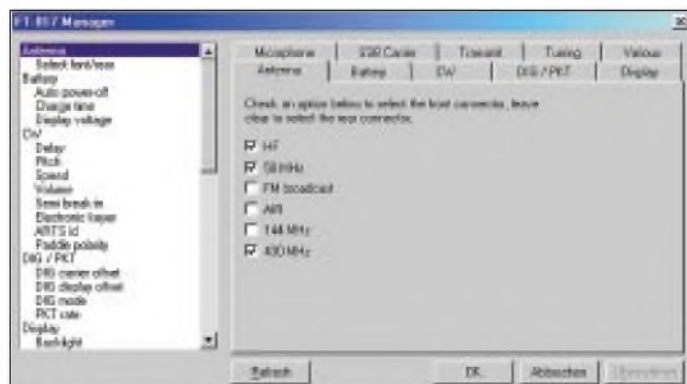 FT-817 Manager
Antenna
Select font/rear
Battery
Auto power-off
Charge time
Display voltage
CW
Delay
Pitch
Speed
Volume
Semi break in
Electronic keyer
ARTS id
Paddle polarity
DIG / PKT
DIG carrier offset
DIG display offset
DIG mode
PKT rate
Display
Backlight
Microphone
SSB Carrier
Transmit
Tuning
Various
Antenna
Battery
CW
DIG / PKT
Display
Check an option below to select the front connector, leave
clear to select the rear connector.
HF
50 MHz
FM broadcast
AIR
144 MHz
430 MHz
Refresh
OK
Abbrechen
Übernehmen